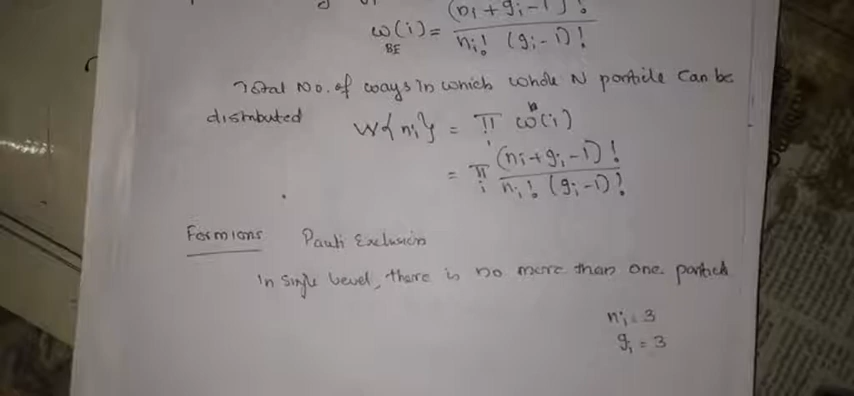 (ni + gi - 1)!
ω(i) = ni! (gi - 1)!
BE
Total No. of ways in which whole N particle can be
distributed W{ni} = π ω(i)
= π (ni + gi - 1)!
i ni! (gi - 1)!
Fermions Pauli Exclusion
In single level, there is no more than one particle
ni = 3
gi = 3